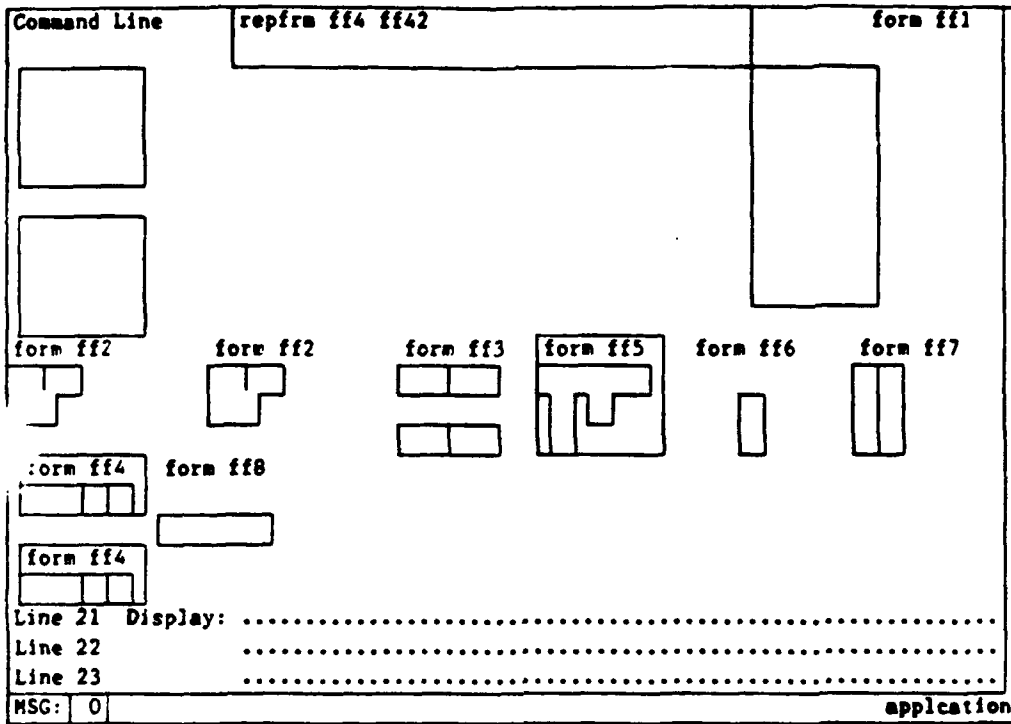 Command Line repfrm ff4 ff42 form ff1
form ff2 form ff2 form ff3 form ff5 form ff6 form ff7
orm ff4 form ff8
form ff4
Line 21 Display: ............................................................
Line 22 ............................................................
Line 23 ............................................................
MSG: 0 applcation